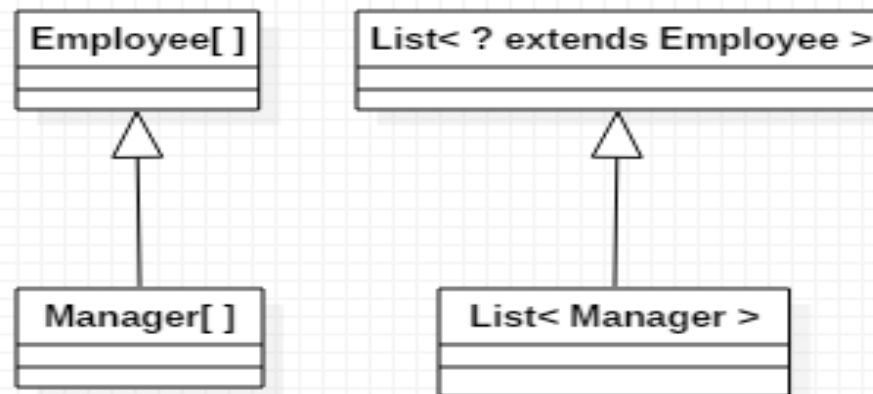 Employee[ ]
List< ? extends Employee >
Manager[ ]
List< Manager >